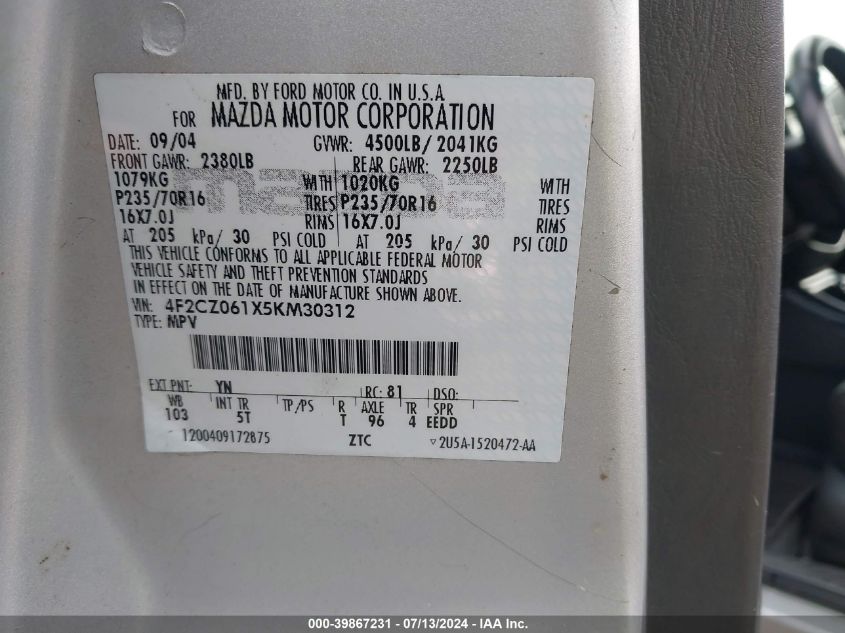 MFD. BY FORD MOTOR CO. IN U.S.A
FOR MAZDA MOTOR CORPORATION
DATE: 09/04 GVWR: 4500LB/ 2041KG
FRONT GAWR: 2380LB REAR GAWR: 2250LB
1079KG WITH 1020KG WITH
P235/70R16 TIRES P235/70R16 TIRES
16X7.0J RIMS 16X7.0J RIMS
AT 205 kPa/ 30 PSI COLD AT 205 kPa/ 30 PSI COLD
THIS VEHICLE CONFORMS TO ALL APPLICABLE FEDERAL MOTOR
VEHICLE SAFETY AND THEFT PREVENTION STANDARDS
IN EFFECT ON THE DATE OF MANUFACTURE SHOWN ABOVE.
VIN: 4F2CZ061X5KM30312
TYPE: MPV
EXT PNT: YN RC: 81 DSO:
WB INT TR TP/PS R AXLE TR SPR
103 5T T 96 4 EEDD
1200409172875 ZTC ▽ 2U5A-1520472-AA
000-39867231 - 07/13/2024 - IAA Inc.